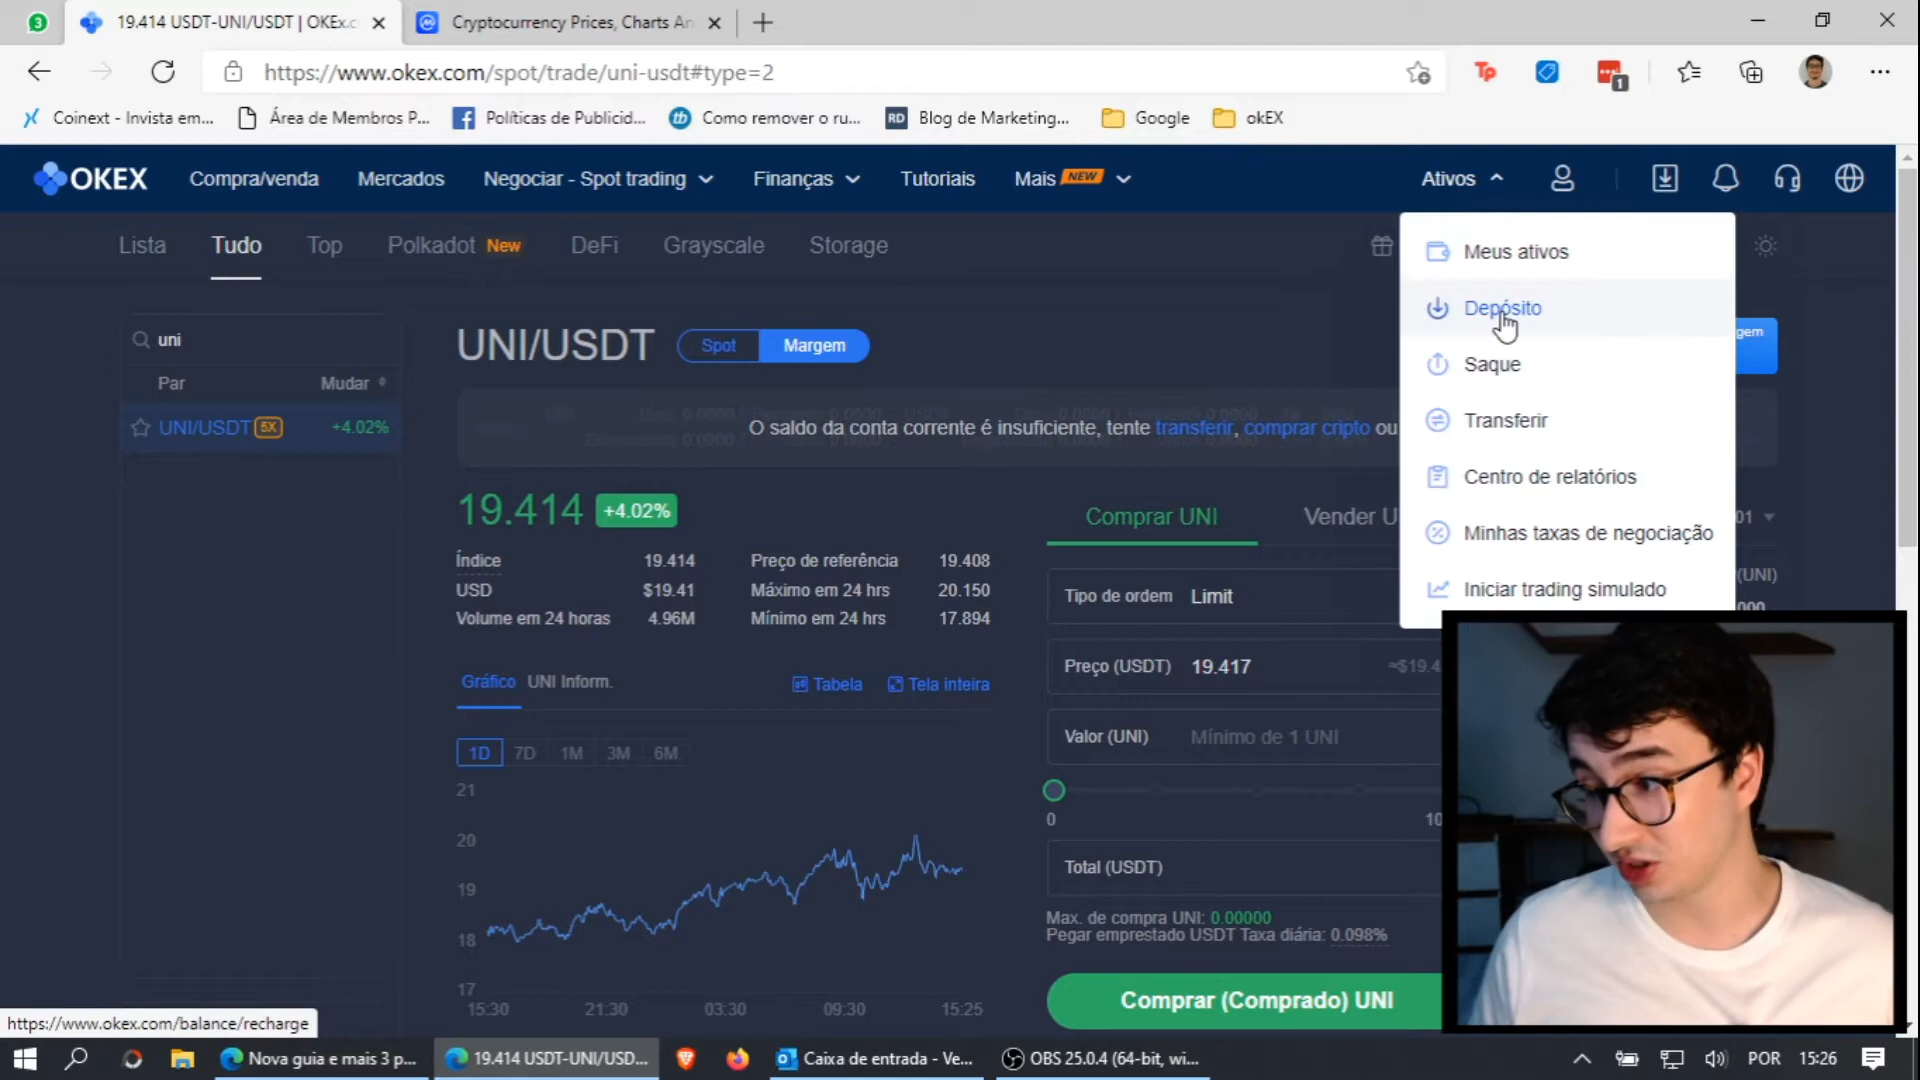 3
19.414 USDT-UNI/USDT | OKEx.c
Cryptocurrency Prices, Charts An
https://www.okex.com/spot/trade/uni-usdt#type=2
Tp
1
Coinext - Invista em...
Área de Membros P...
Políticas de Publicid...
Como remover o ru...
RD
Blog de Marketing...
Google
okEX
OKEX
Compra/venda
Mercados
Negociar - Spot trading
Finanças
Tutoriais
Mais NEW
Ativos
Lista
Tudo
Top
Polkadot New
DeFi
Grayscale
Storage
Meus ativos
Depósito
Saque
Transferir
Centro de relatórios
Minhas taxas de negociação
Iniciar trading simulado
uni
Par
Mudar
UNI/USDT 5X
+4.02%
UNI/USDT
Spot
Margem
gem
O saldo da conta corrente é insuficiente, tente transferir, comprar cripto ou
19.414
+4.02%
Índice 19.414
Preço de referência 19.408
USD $19.41
Máximo em 24 hrs 20.150
Volume em 24 horas 4.96M
Mínimo em 24 hrs 17.894
Gráfico
UNI Inform.
Tabela
Tela inteira
1D
7D
1M
3M
6M
21
20
19
18
17
15:30
21:30
03:30
09:30
15:25
Comprar UNI
Vender U
01
Tipo de ordem Limit
(UNI)
Preço (USDT) 19.417
≈$19.4
Valor (UNI) Mínimo de 1 UNI
0
10
Total (USDT)
Max. de compra UNI: 0.00000
Pegar emprestado USDT Taxa diária: 0.098%
Comprar (Comprado) UNI
https://www.okex.com/balance/recharge
Nova guia e mais 3 p...
19.414 USDT-UNI/USD...
Caixa de entrada - Ve...
OBS 25.0.4 (64-bit, wi...
POR
15:26